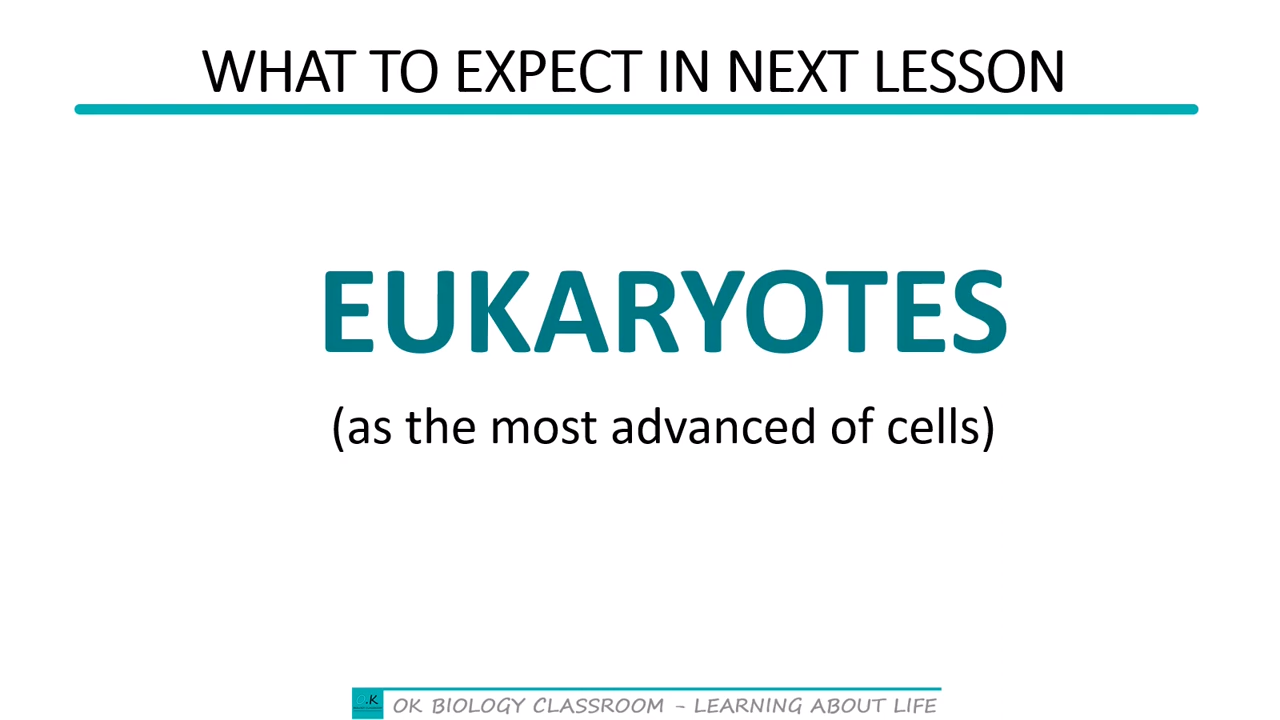 WHAT TO EXPECT IN NEXT LESSON
EUKARYOTES
(as the most advanced of cells)
OK BIOLOGY CLASSROOM - LEARNING ABOUT LIFE